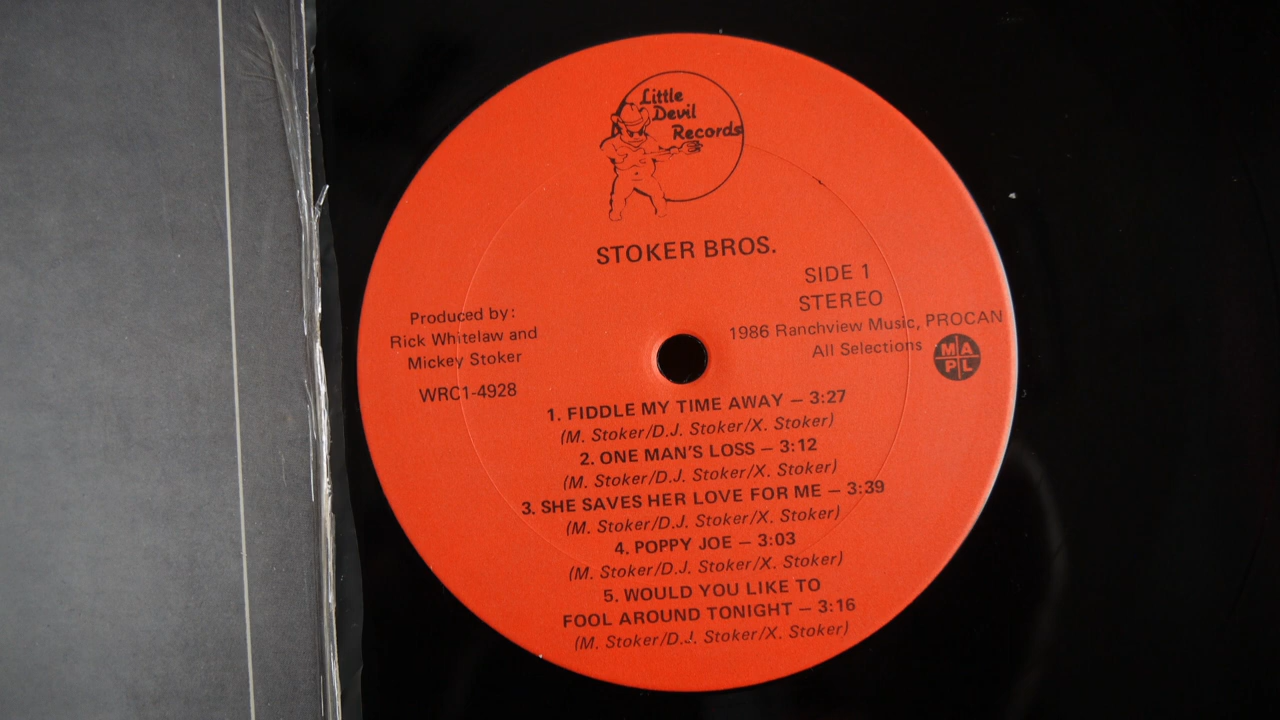 Little
Devil
Records
STOKER BROS.
SIDE 1
STEREO
1986 Ranchview Music, PROCAN
All Selections
M A
P L
Produced by:
Rick Whitelaw and
Mickey Stoker
WRC1-4928
1. FIDDLE MY TIME AWAY — 3:27
(M. Stoker/D.J. Stoker/X. Stoker)
2. ONE MAN'S LOSS — 3:12
(M. Stoker/D.J. Stoker/X. Stoker)
3. SHE SAVES HER LOVE FOR ME — 3:39
(M. Stoker/D.J. Stoker/X. Stoker)
4. POPPY JOE — 3:03
(M. Stoker/D.J. Stoker/X. Stoker)
5. WOULD YOU LIKE TO
FOOL AROUND TONIGHT — 3:16
(M. Stoker/D.J. Stoker/X. Stoker)